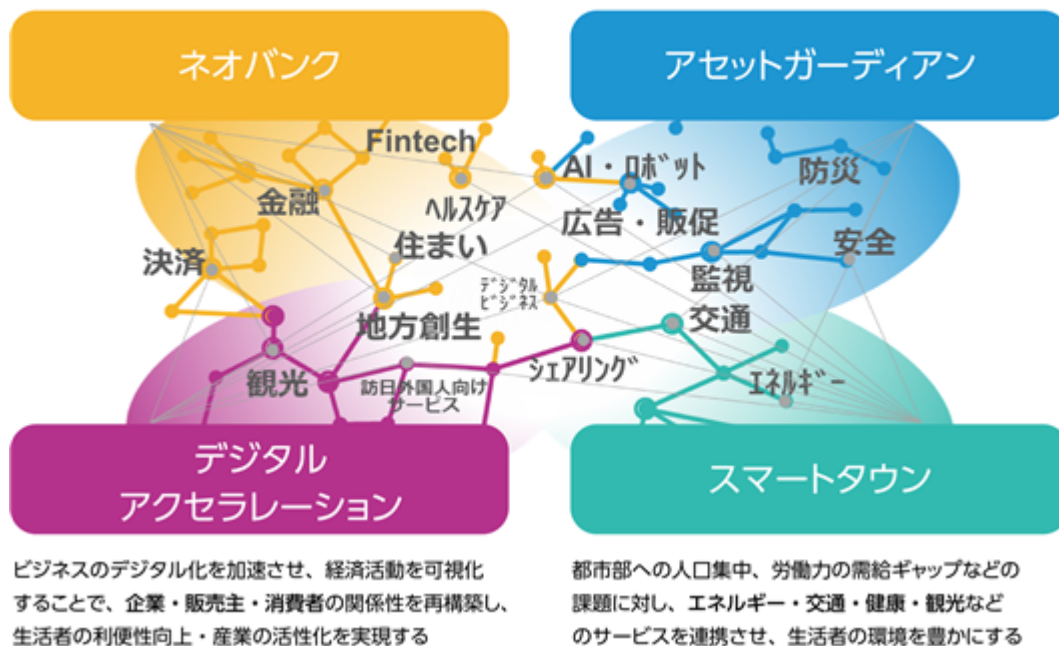 ネオバンク
アセットガーディアン
Fintech
AI・ﾛﾎﾞｯﾄ
防災
金融
ﾍﾙｽｹｱ
広告・販促
決済
住まい
安全
監視
ﾃﾞｼﾞﾀﾙ
ﾋﾞｼﾞﾈｽ
地方創生
交通
観光
訪日外国人向け
サービス
ｼｪｱﾘﾝｸﾞ
ｴﾈﾙｷﾞｰ
デジタル
アクセラレーション
スマートタウン
ビジネスのデジタル化を加速させ、経済活動を可視化
することで、企業・販売主・消費者の関係性を再構築し、
生活者の利便性向上・産業の活性化を実現する
都市部への人口集中、労働力の需給ギャップなどの
課題に対し、エネルギー・交通・健康・観光など
のサービスを連携させ、生活者の環境を豊かにする